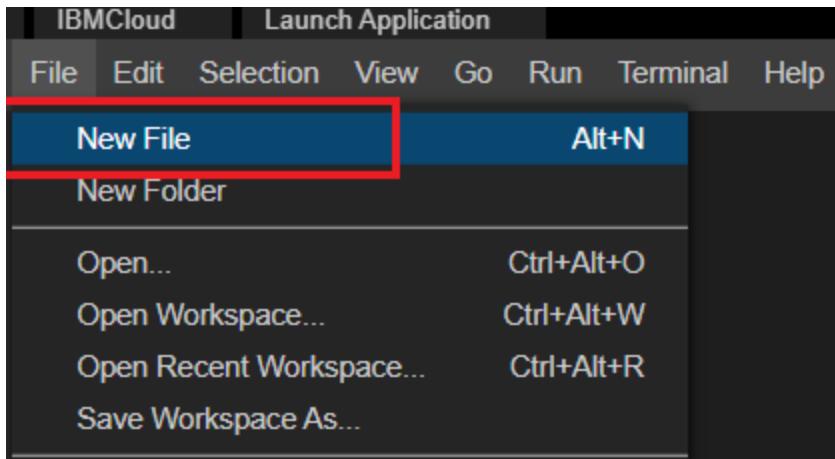 IBMCloud Launch Application
File Edit Selection View Go Run Terminal Help
New File Alt+N
New Folder
Open... Ctrl+Alt+O
Open Workspace... Ctrl+Alt+W
Open Recent Workspace... Ctrl+Alt+R
Save Workspace As...